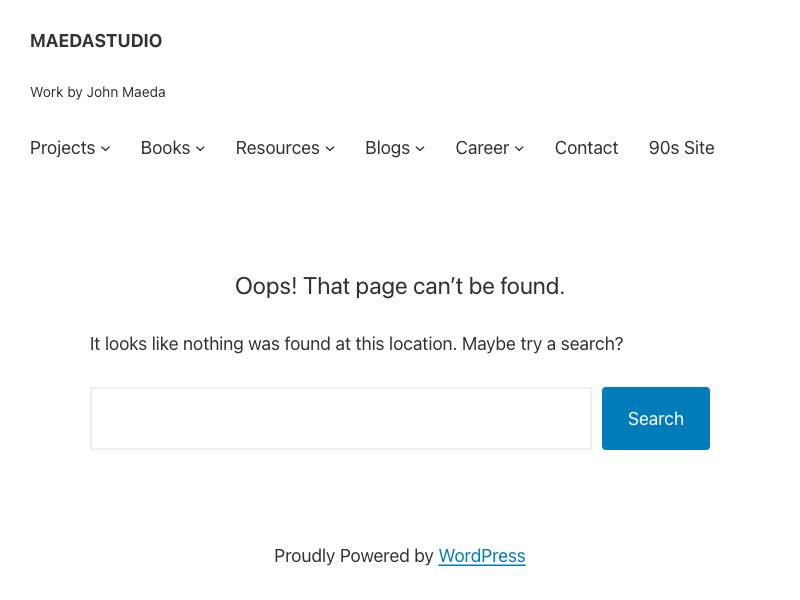 MAEDASTUDIO
Work by John Maeda
Projects Books Resources Blogs Career Contact 90s Site
Oops! That page can’t be found.
It looks like nothing was found at this location. Maybe try a search?
Search
Proudly Powered by WordPress